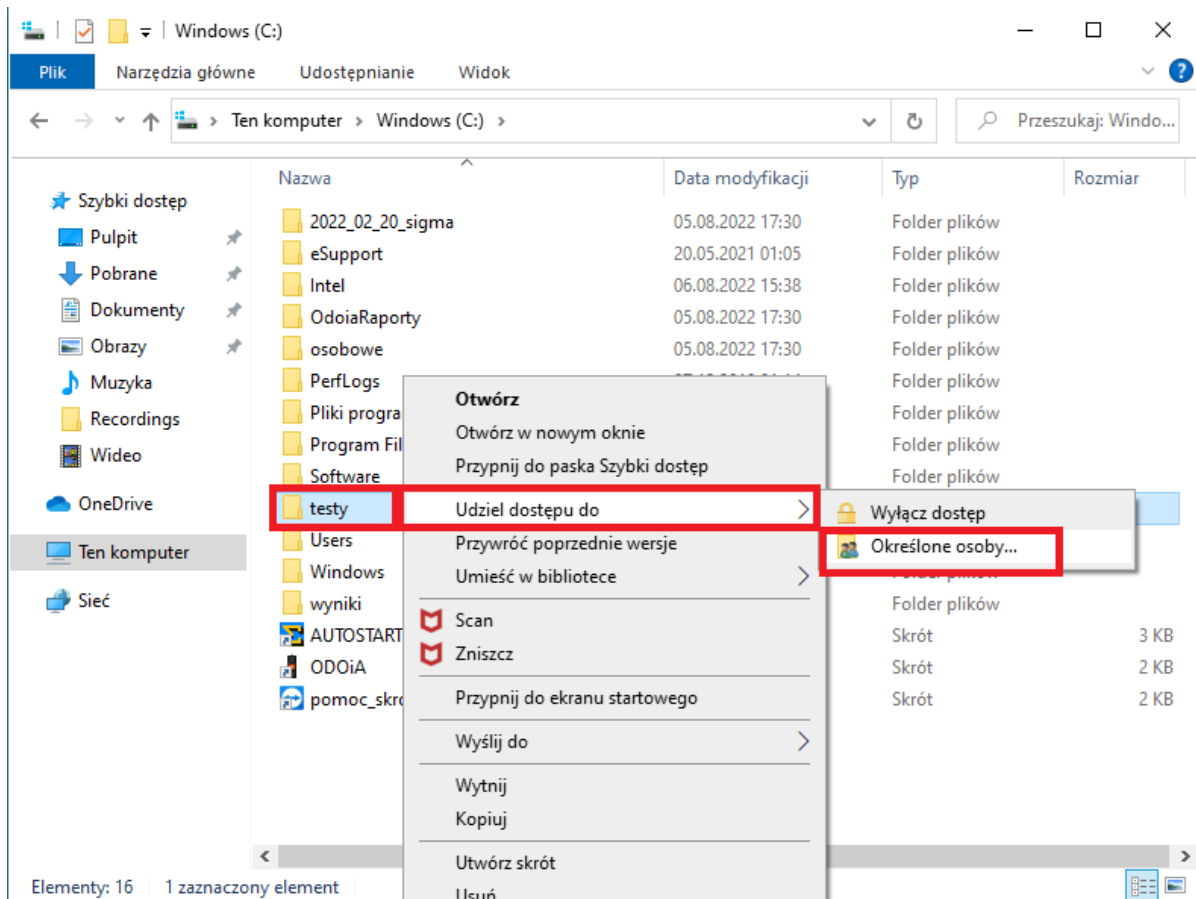 Windows (C:)
Plik Narzędzia główne Udostępnianie Widok
Ten komputer Windows (C:) Przeszukaj: Windo...
Nazwa Data modyfikacji Typ Rozmiar
Szybki dostęp
Pulpit
Pobrane
Dokumenty
Obrazy
Muzyka
Recordings
Wideo
OneDrive
Ten komputer
Sieć
2022_02_20_sigma 05.08.2022 17:30 Folder plików
eSupport 20.05.2021 01:05 Folder plików
Intel 06.08.2022 15:38 Folder plików
OdoiaRaporty 05.08.2022 17:30 Folder plików
osobowe 05.08.2022 17:30 Folder plików
PerfLogs Folder plików
Pliki progra Folder plików
Program Fil Folder plików
Software Folder plików
testy
Users
Windows
wyniki Folder plików
AUTOSTART Skrót 3 KB
ODOiA Skrót 2 KB
pomoc_skr Skrót 2 KB
Otwórz
Otwórz w nowym oknie
Przypnij do paska Szybki dostęp
Udziel dostępu do
Przywróć poprzednie wersje
Umieść w bibliotece
Scan
Zniszcz
Przypnij do ekranu startowego
Wyślij do
Wytnij
Kopiuj
Utwórz skrót
Usuń
Wyłącz dostęp
Określone osoby...
Elementy: 16 1 zaznaczony element